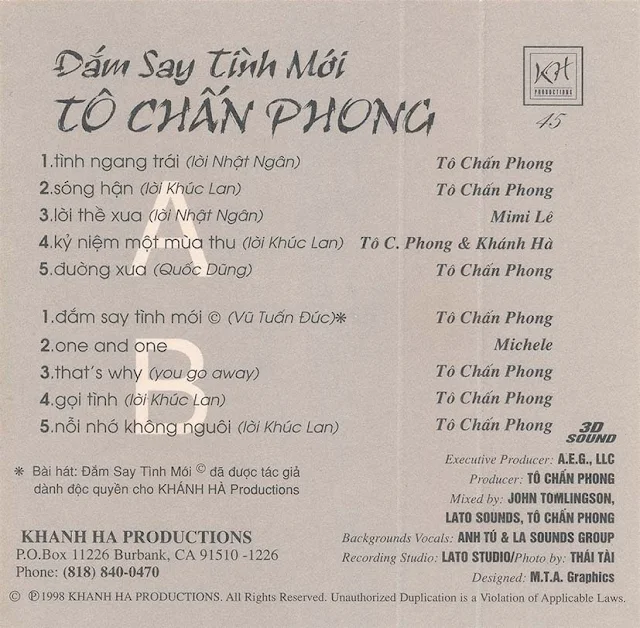 Đắm Say Tình Mới
KH
PRODUCTIONS
TÔ CHẤN PHONG
45
1.tình ngang trái (lời Nhật Ngân) Tô Chấn Phong
2.sóng hận (lời Khúc Lan) Tô Chấn Phong
3.lời thề xưa (lời Nhật Ngân) Mimi Lê
4.kỷ niệm một mùa thu (lời Khúc Lan) Tô C. Phong & Khánh Hà
5.đường xưa (Quốc Dũng) Tô Chấn Phong
A
1.đắm say tình mới © (Vũ Tuấn Đức)* Tô Chấn Phong
2.one and one Michele
3.that's why (you go away) Tô Chấn Phong
4.gọi tình (lời Khúc Lan) Tô Chấn Phong
5.nỗi nhớ không nguôi (lời Khúc Lan) Tô Chấn Phong
B
3D
SOUND
* Bài hát: Đắm Say Tình Mới © đã được tác giả
dành độc quyền cho KHÁNH HÀ Productions
Executive Producer: A.E.G., LLC
Producer: TÔ CHẤN PHONG
Mixed by: JOHN TOMLINGSON,
LATO SOUNDS, TÔ CHẤN PHONG
Backgrounds Vocals: ANH TÚ & LA SOUNDS GROUP
Recording Studio: LATO STUDIO/Photo by: THÁI TÀI
Designed: M.T.A. Graphics
KHANH HA PRODUCTIONS
P.O.Box 11226 Burbank, CA 91510 -1226
Phone: (818) 840-0470
© ℗1998 KHANH HA PRODUCTIONS. All Rights Reserved. Unauthorized Duplication is a Violation of Applicable Laws.